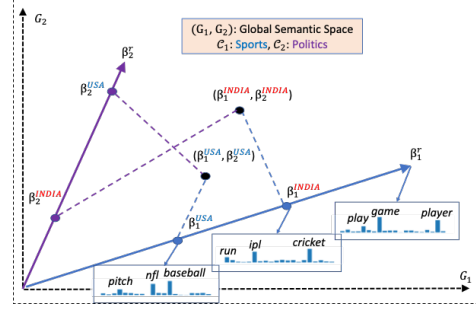 G₂
(G₁, G₂): Global Semantic Space
𝒞₁: Sports, 𝒞₂: Politics
β₂ʳ
β₂ᵁˢᴬ
(β₁ᴵᴺᴰᴵᴬ, β₂ᴵᴺᴰᴵᴬ)
(β₁ᵁˢᴬ, β₂ᵁˢᴬ)
β₁ʳ
β₂ᴵᴺᴰᴵᴬ
β₁ᴵᴺᴰᴵᴬ
play game player
β₁ᵁˢᴬ
run ipl cricket
pitch nfl baseball
G₁